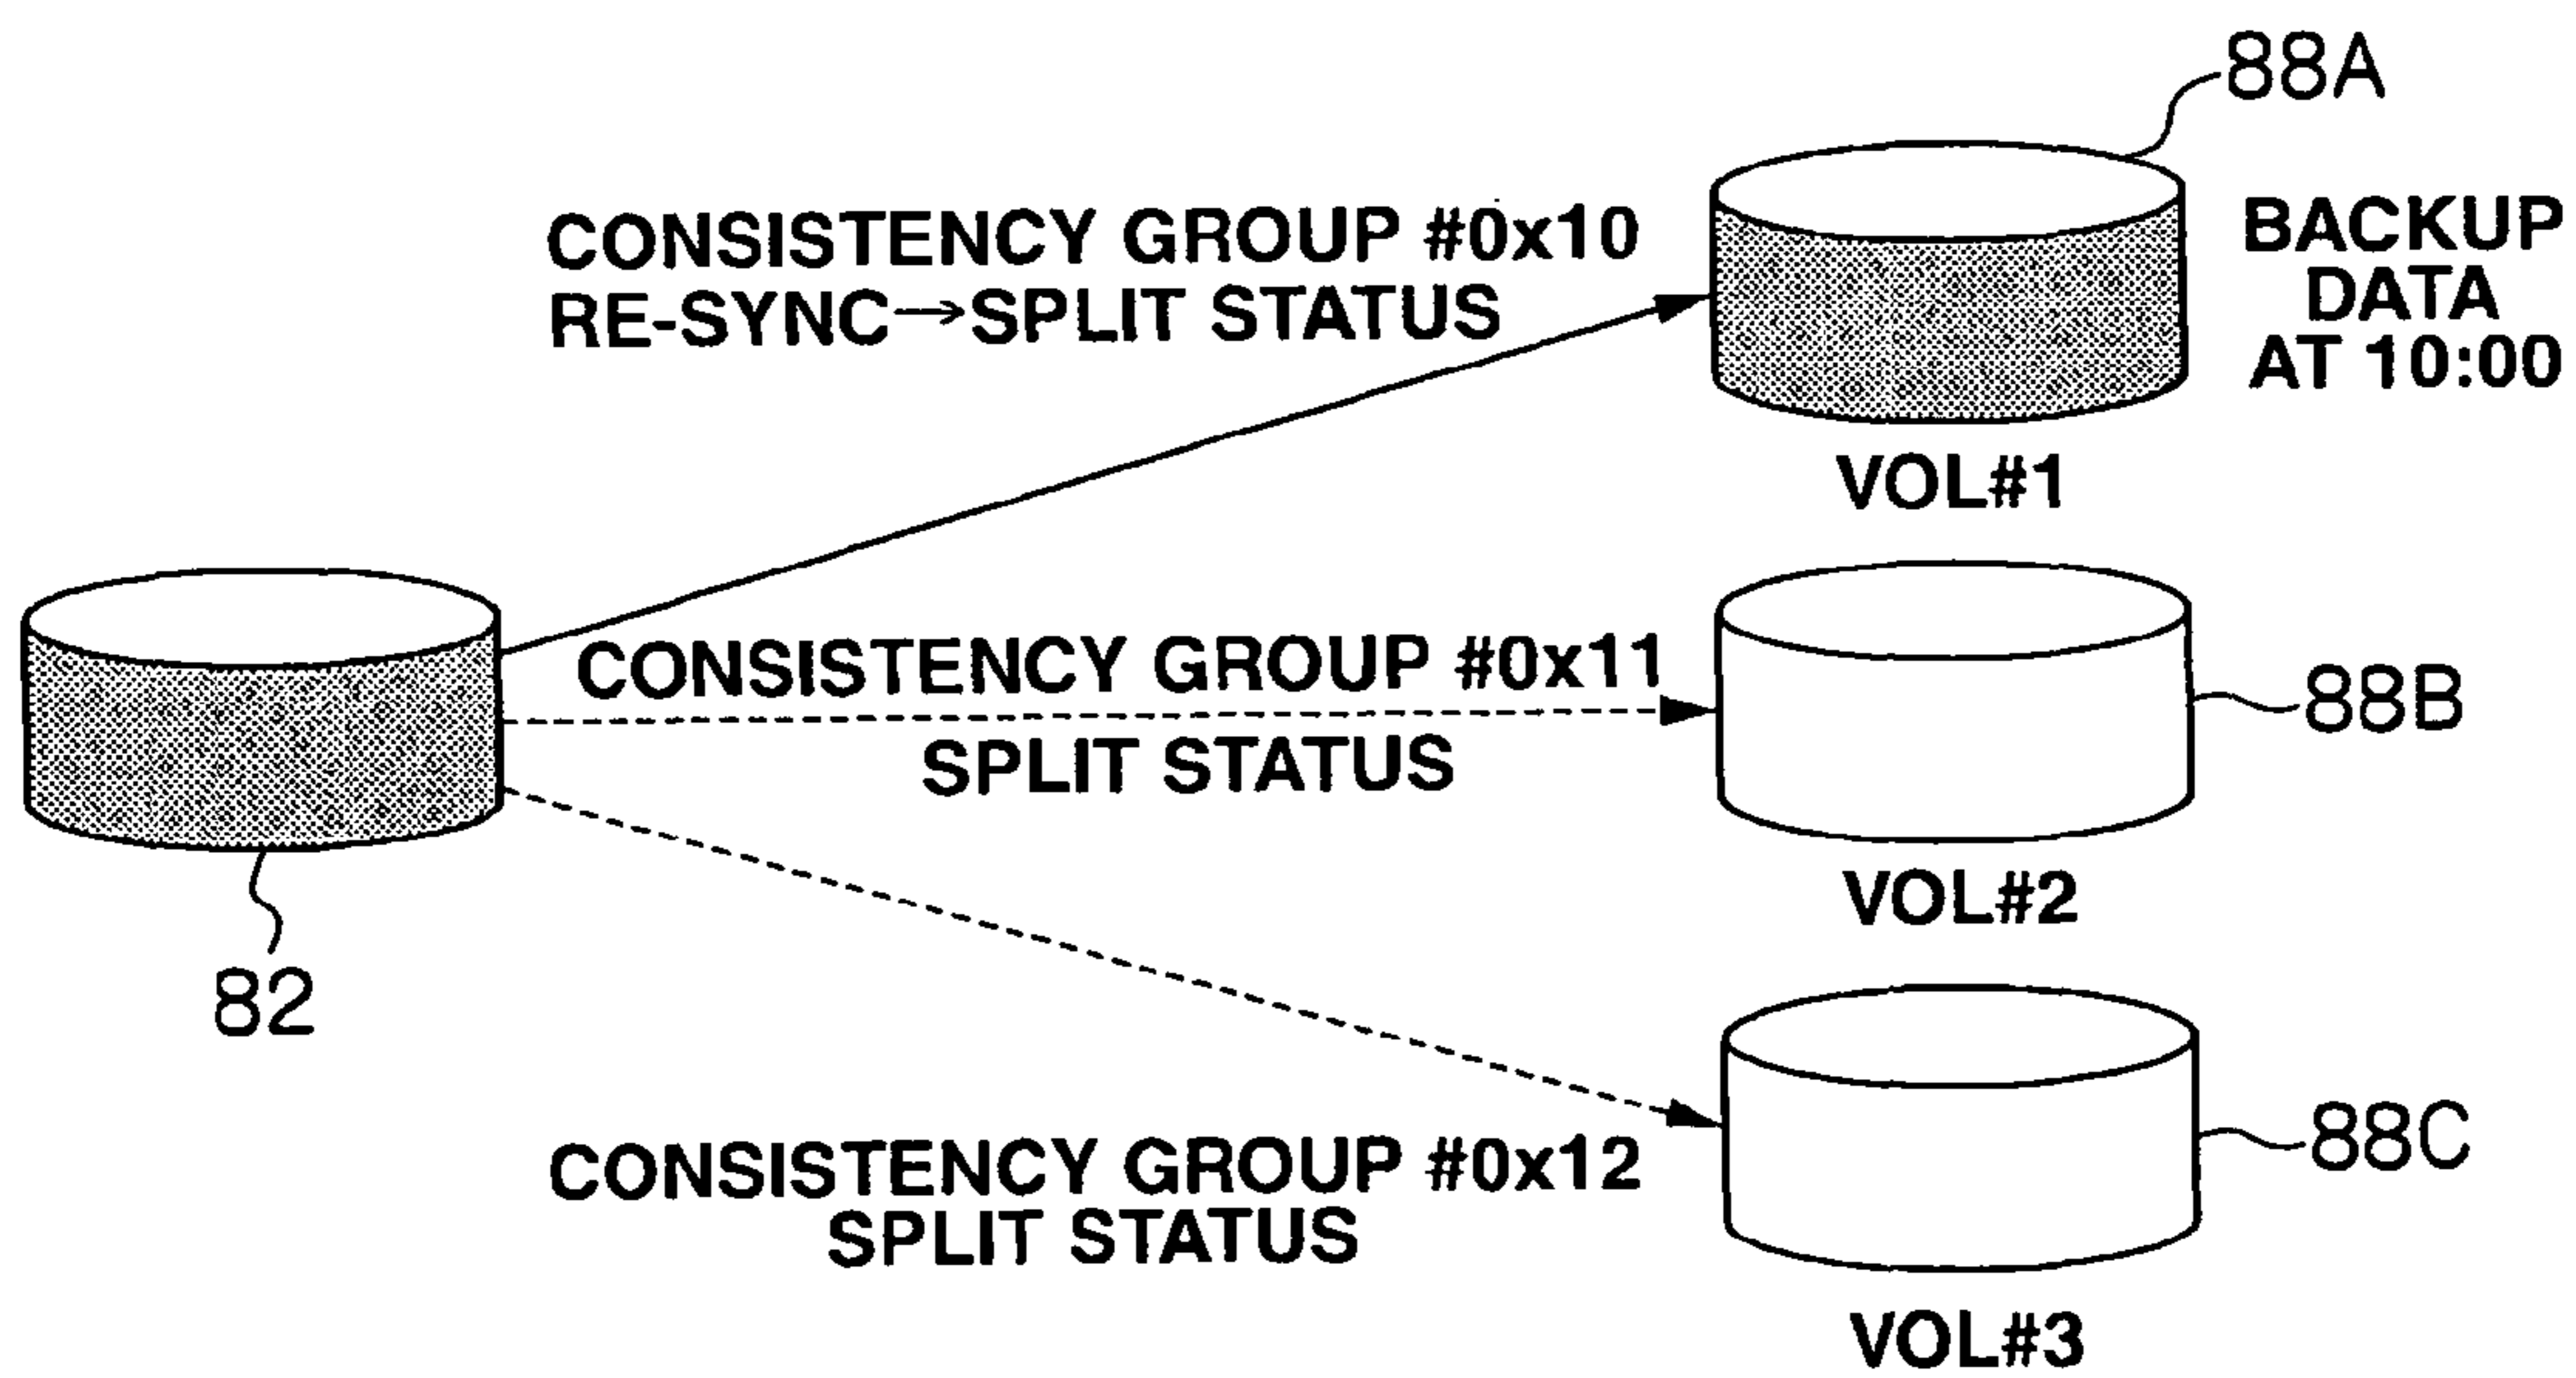 88A
CONSISTENCY GROUP #0x10
RE-SYNC→SPLIT STATUS
BACKUP
DATA
AT 10:00
VOL#1
CONSISTENCY GROUP #0x11
SPLIT STATUS
88B
VOL#2
82
CONSISTENCY GROUP #0x12
SPLIT STATUS
88C
VOL#3